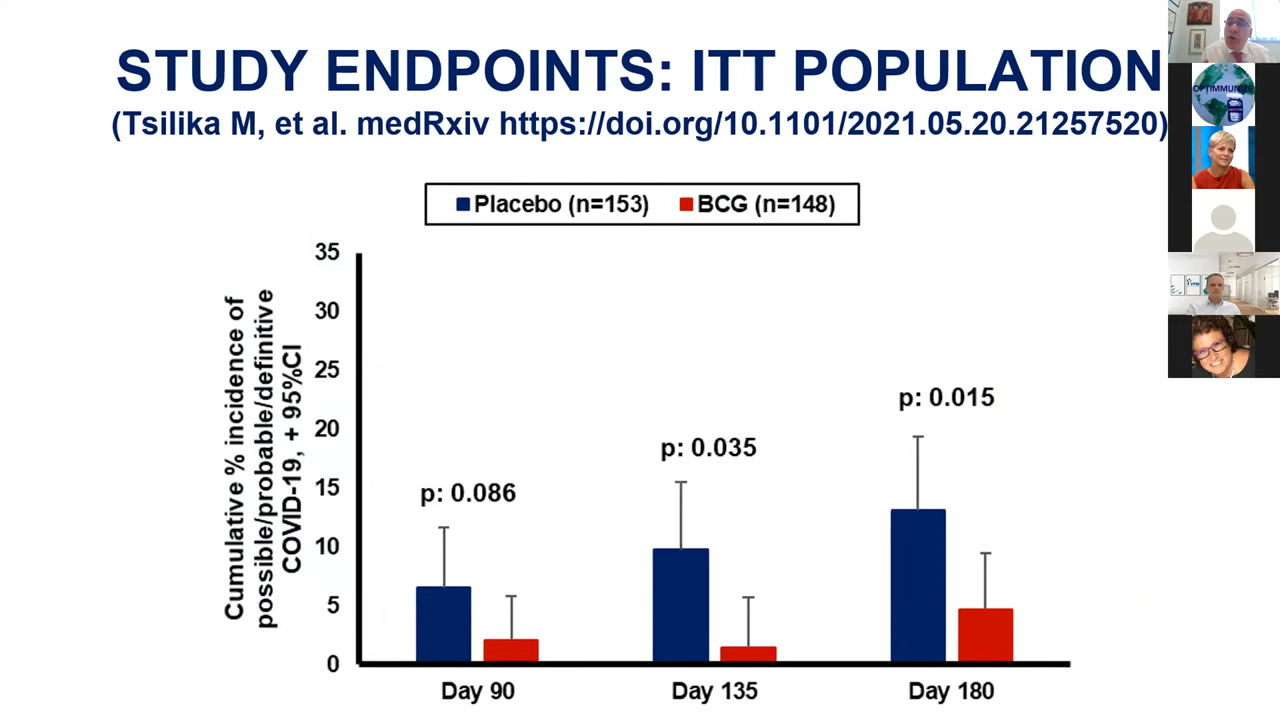 STUDY ENDPOINTS: ITT POPULATION
(Tsilika M, et al. medRxiv https://doi.org/10.1101/2021.05.20.21257520)
Placebo (n=153) BCG (n=148)
Cumulative % incidence of
possible/probable/definitive
COVID-19, + 95%CI
35
30
25
20
15
10
5
0
p: 0.086
p: 0.035
p: 0.015
Day 90 Day 135 Day 180
OPTIMMUNIZE